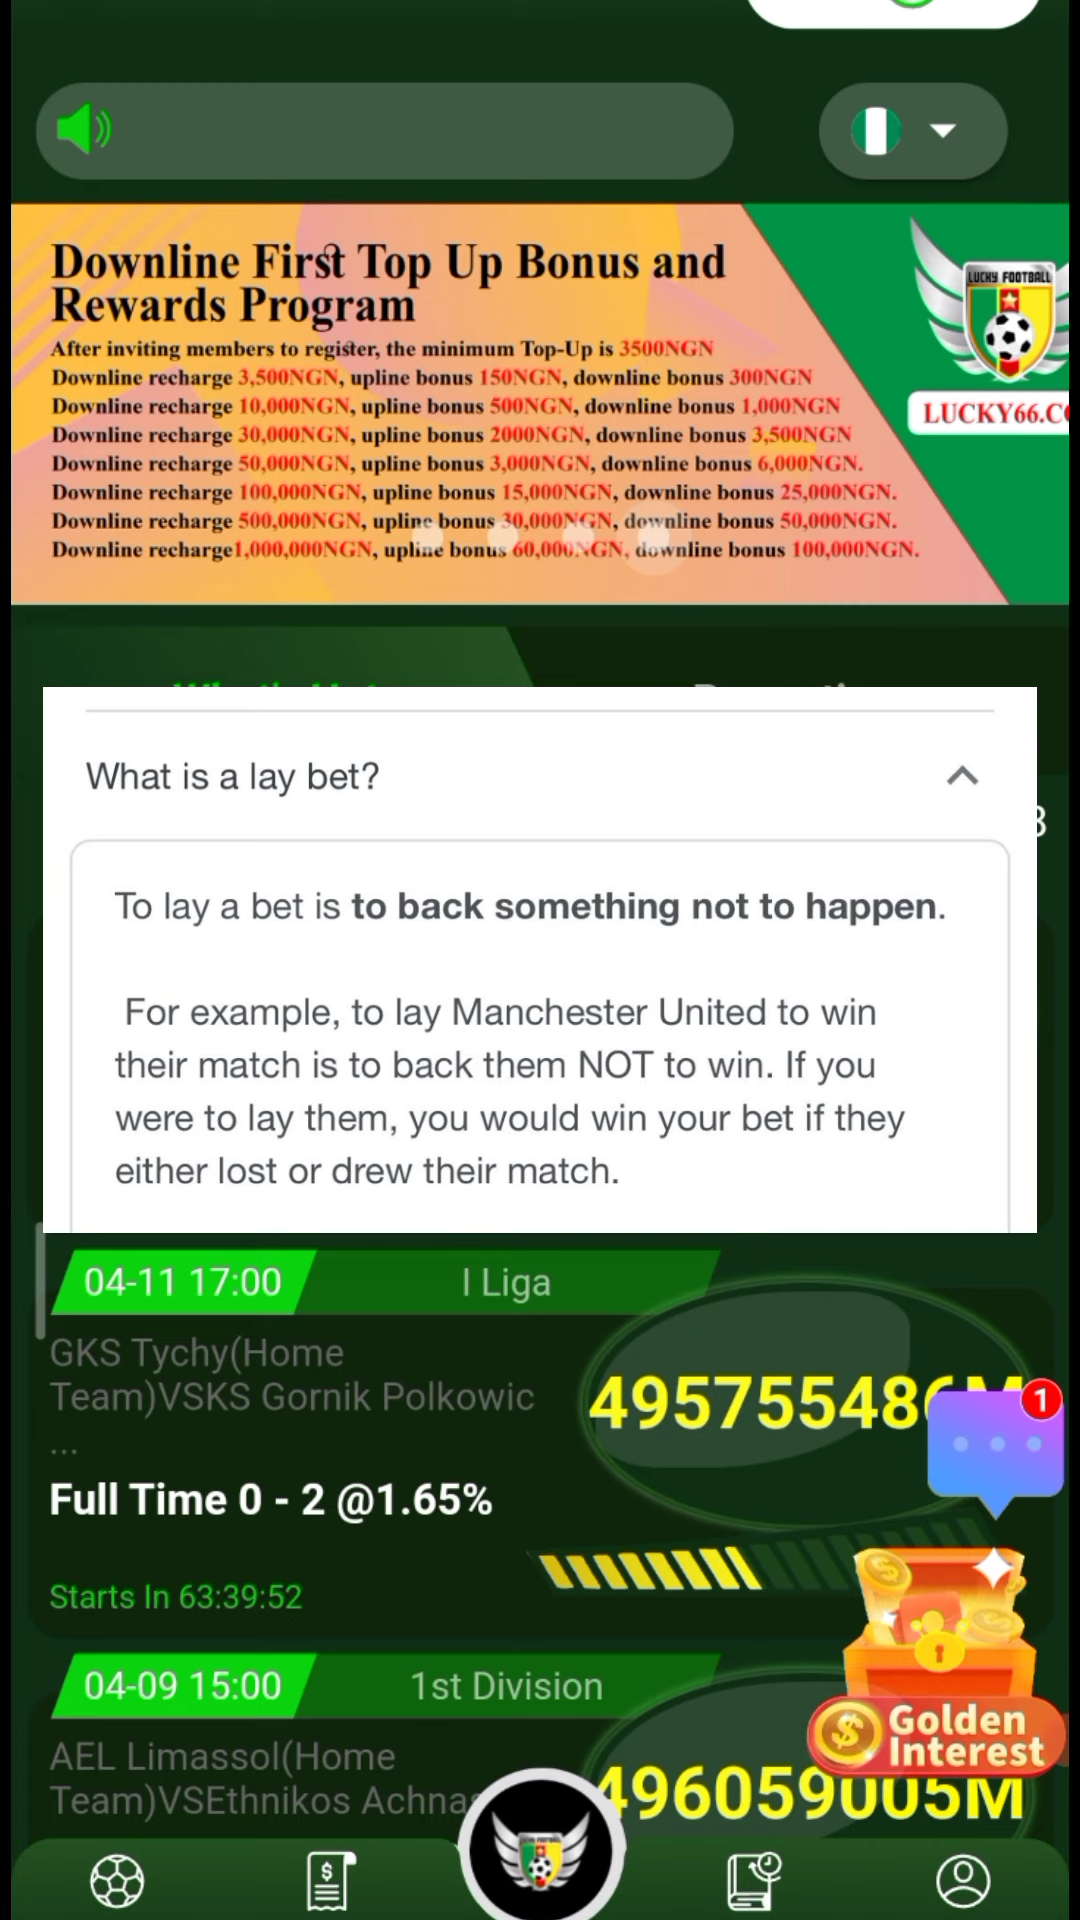 Downline First Top Up Bonus and
Rewards Program
After inviting members to register, the minimum Top-Up is 3500NGN
Downline recharge 3,500NGN, upline bonus 150NGN, downline bonus 300NGN
Downline recharge 10,000NGN, upline bonus 500NGN, downline bonus 1,000NGN
Downline recharge 30,000NGN, upline bonus 2000NGN, downline bonus 3,500NGN
Downline recharge 50,000NGN, upline bonus 3,000NGN, downline bonus 6,000NGN.
Downline recharge 100,000NGN, upline bonus 15,000NGN, downline bonus 25,000NGN.
Downline recharge 500,000NGN, upline bonus 30,000NGN, downline bonus 50,000NGN.
Downline recharge1,000,000NGN, upline bonus 60,000NGN, downline bonus 100,000NGN.
LUCKY FOOTBALL
LUCKY66.C
What is a lay bet?
To lay a bet is to back something not to happen.
For example, to lay Manchester United to win
their match is to back them NOT to win. If you
were to lay them, you would win your bet if they
either lost or drew their match.
04-11 17:00 I Liga
GKS Tychy(Home
Team)VSKS Gornik Polkowic
...
495755486M
1
Full Time 0 - 2 @1.65%
Starts In 63:39:52
04-09 15:00 1st Division
Golden
Interest
AEL Limassol(Home
Team)VSEthnikos Achnas
496059005M